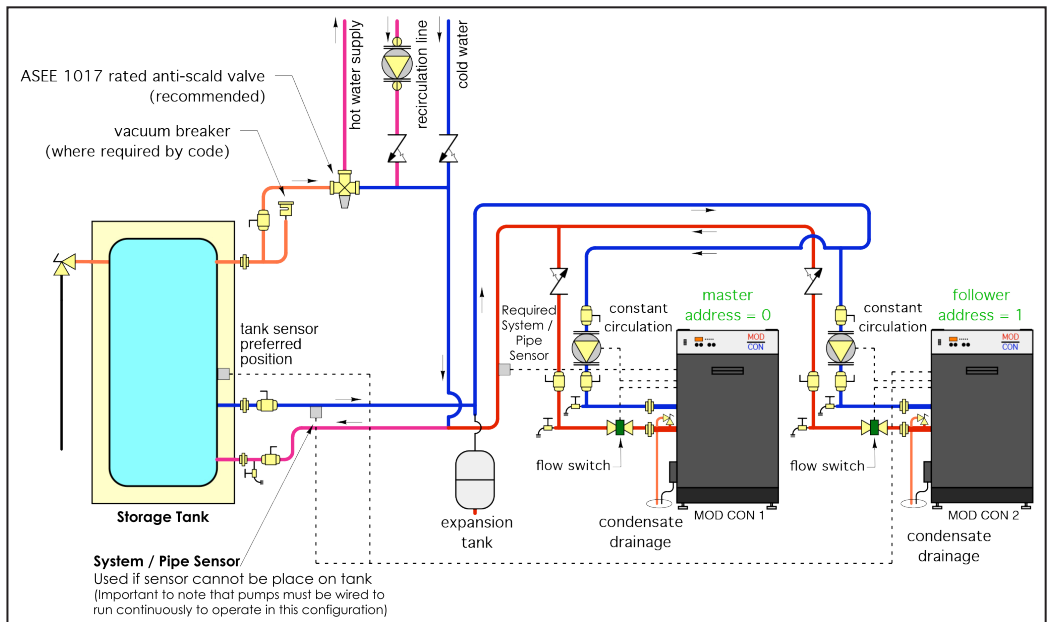 hot water supply
recirculation line
cold water
ASEE 1017 rated anti-scald valve
(recommended)
vacuum breaker
(where required by code)
tank sensor
preferred
position
Required
System /
Pipe
Sensor
constant
circulation
master
address = 0
constant
circulation
follower
address = 1
MOD
CON
MOD
CON
flow switch
flow switch
Storage Tank
expansion
tank
condensate
drainage
MOD CON 1
MOD CON 2
condensate
drainage
System / Pipe Sensor
Used if sensor cannot be place on tank
(Important to note that pumps must be wired to
run continuously to operate in this configuration)